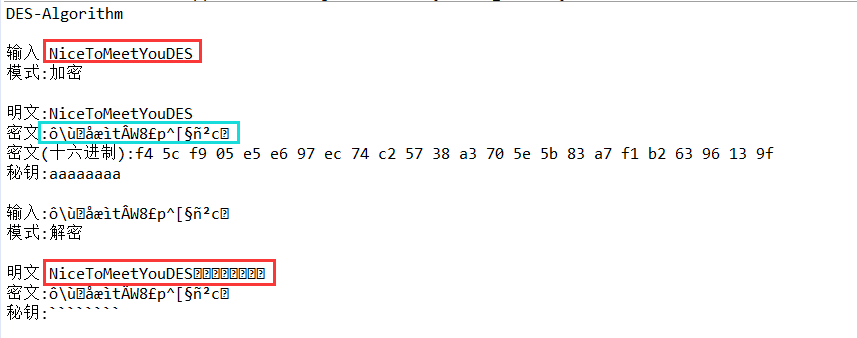 DES-Algorithm
输入 NiceToMeetYouDES
模式:加密
明文:NiceToMeetYouDES
密文:ô\ù￿åæìtÂW8£p^[§ñ²c￿
密文(十六进制):f4 5c f9 05 e5 e6 97 ec 74 c2 57 38 a3 70 5e 5b 83 a7 f1 b2 63 96 13 9f
秘钥:aaaaaaaa
输入:ô\ù￿åæìtÂW8£p^[§ñ²c￿
模式:解密
明文 NiceToMeetYouDES￿￿￿￿￿￿￿￿
密文:ô\ù￿åæìtÂW8£p^[§ñ²c￿
秘钥:````````